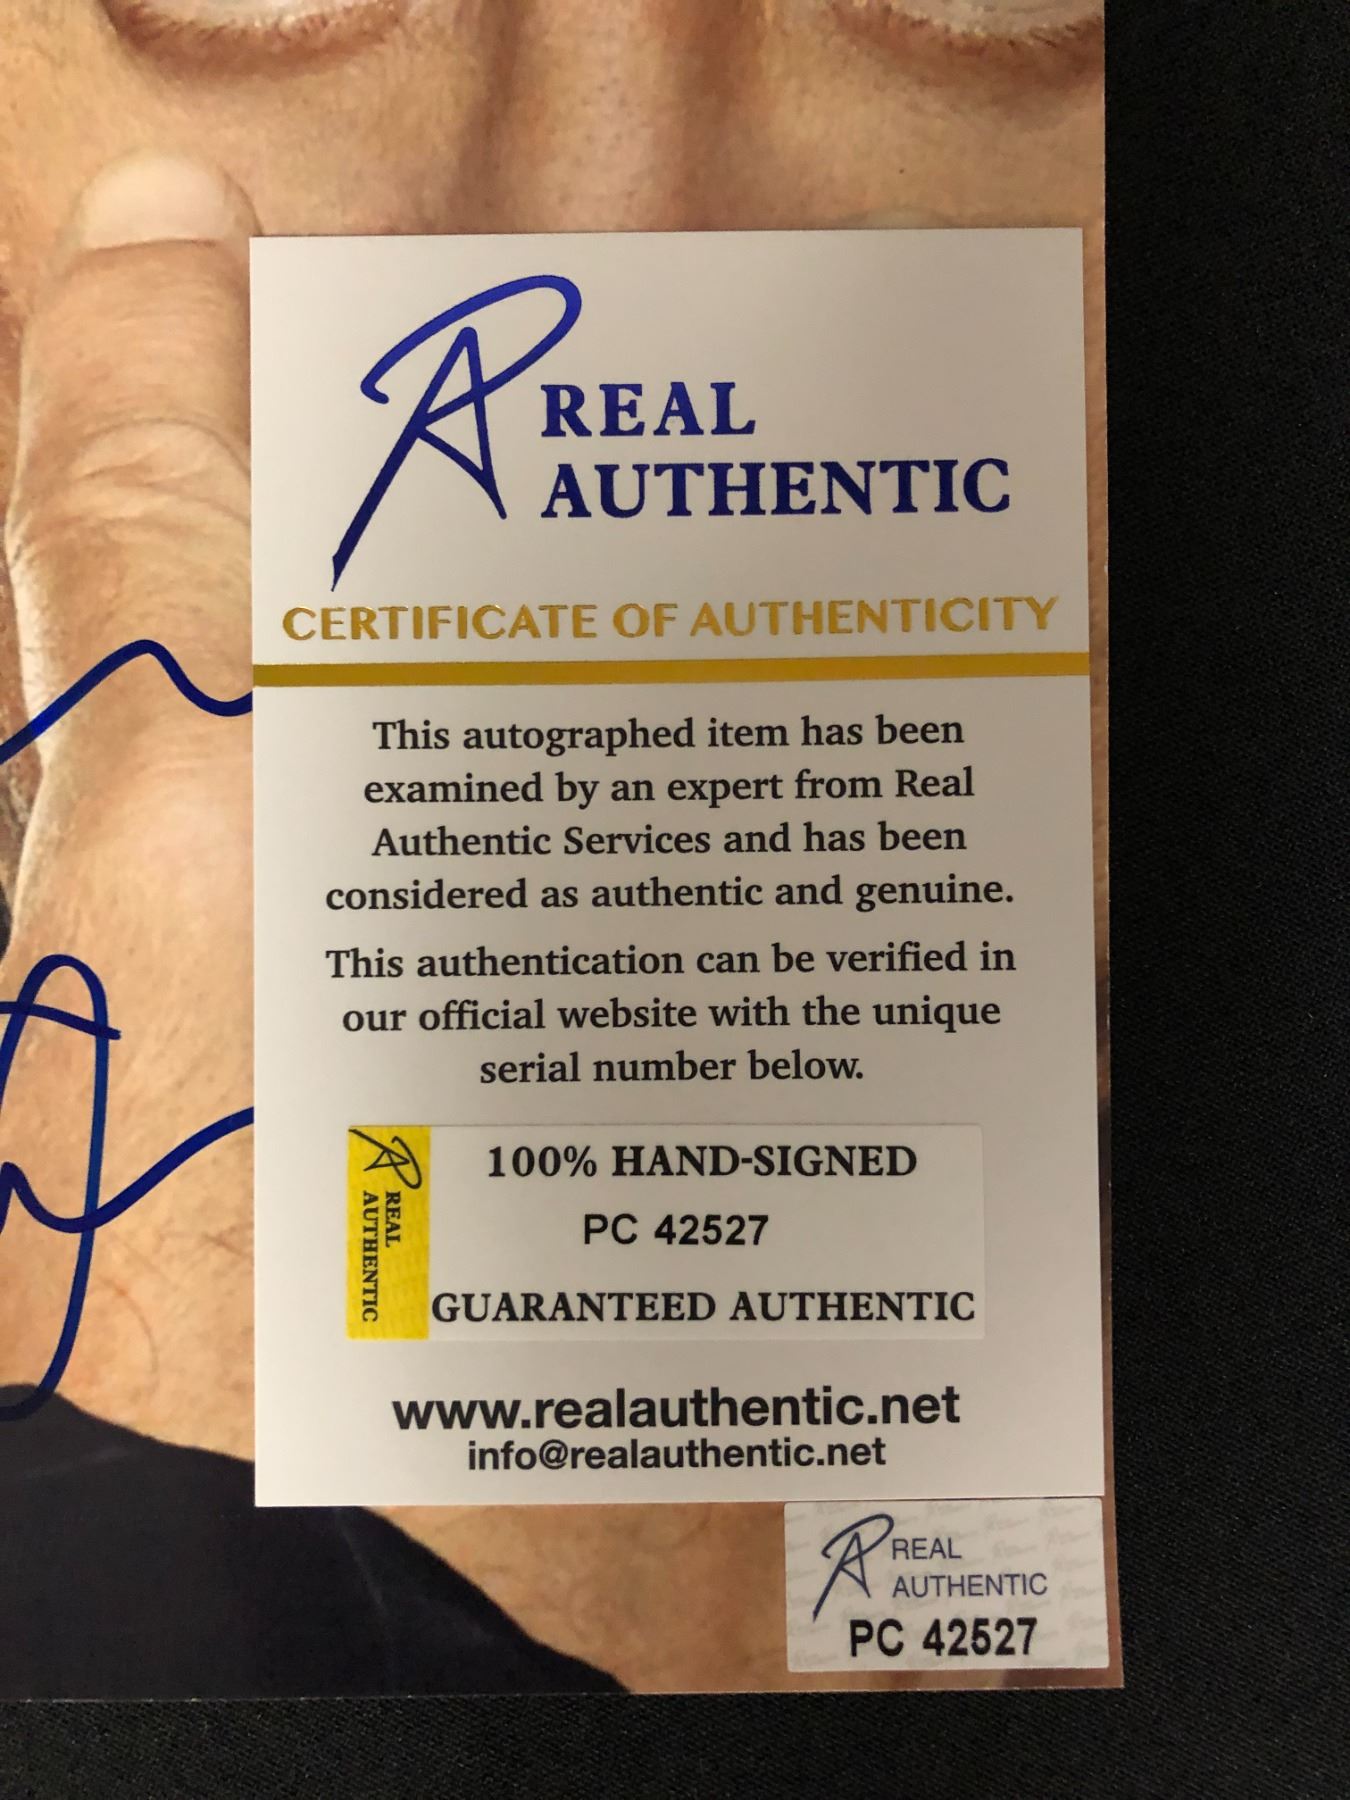 REAL
AUTHENTIC
CERTIFICATE OF AUTHENTICITY
This autographed item has been
examined by an expert from Real
Authentic Services and has been
considered as authentic and genuine.
This authentication can be verified in
our official website with the unique
serial number below.
REAL
AUTHENTIC
100% HAND-SIGNED
PC 42527
GUARANTEED AUTHENTIC
www.realauthentic.net
info@realauthentic.net
REAL
AUTHENTIC
PC 42527